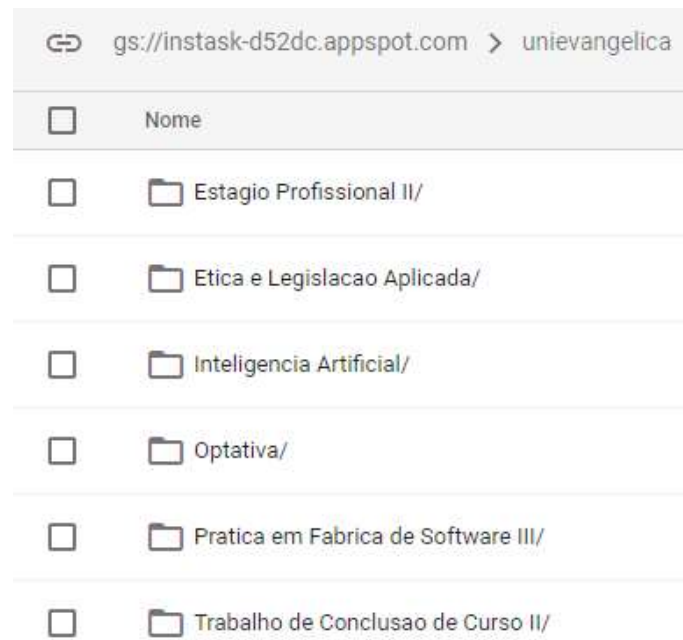 gs://instask-d52dc.appspot.com > unievangelica
Nome
Estagio Profissional II/
Etica e Legislacao Aplicada/
Inteligencia Artificial/
Optativa/
Pratica em Fabrica de Software III/
Trabalho de Conclusao de Curso II/